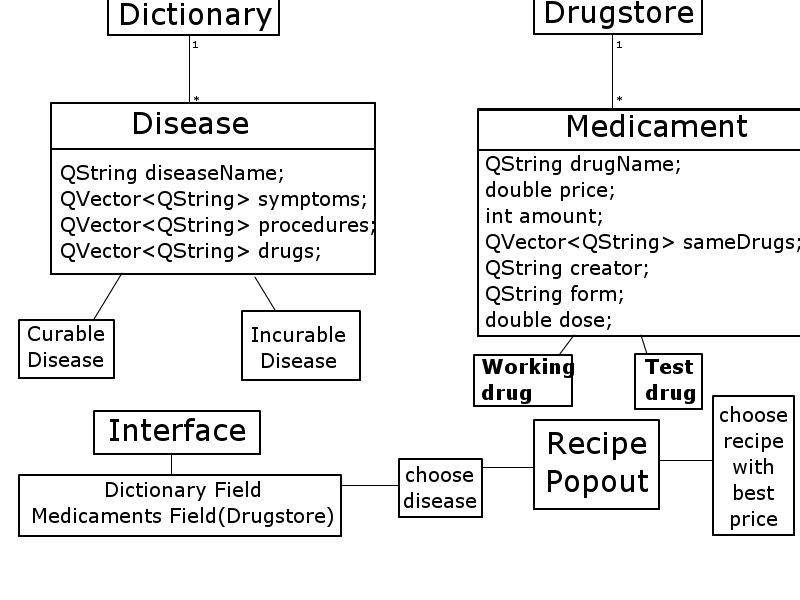 Dictionary
1
*
Disease
QString diseaseName;
QVector<QString> symptoms;
QVector<QString> procedures;
QVector<QString> drugs;
Curable
Disease
Incurable
Disease
Drugstore
1
*
Medicament
QString drugName;
double price;
int amount;
QVector<QString> sameDrugs;
QString creator;
QString form;
double dose;
Working
drug
Test
drug
Interface
Dictionary Field
Medicaments Field(Drugstore)
choose
disease
Recipe
Popout
choose
recipe
with
best
price